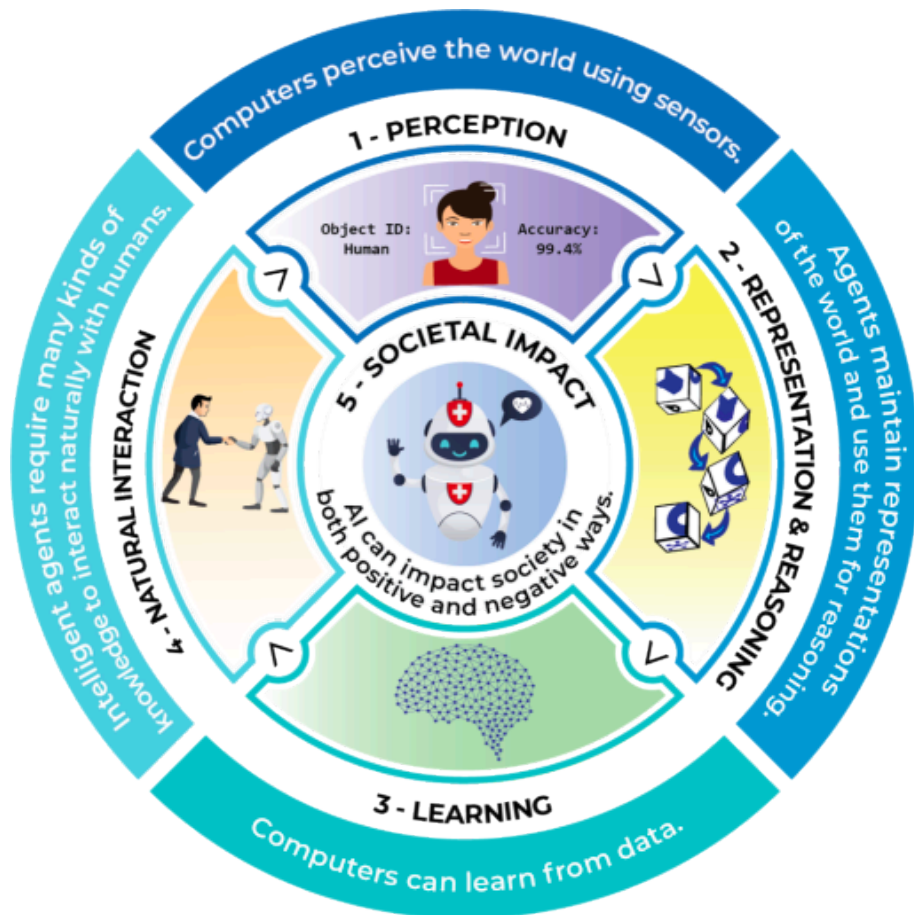 Computers perceive the world using sensors.
1 - PERCEPTION
Object ID:
Human
Accuracy:
99.4%
2 - REPRESENTATION & REASONING
Agents maintain representations
of the world and use them for reasoning.
3 - LEARNING
Computers can learn from data.
4 - NATURAL INTERACTION
Intelligent agents require many kinds of
knowledge to interact naturally with humans.
5 - SOCIETAL IMPACT
AI can impact society in
both positive and negative ways.